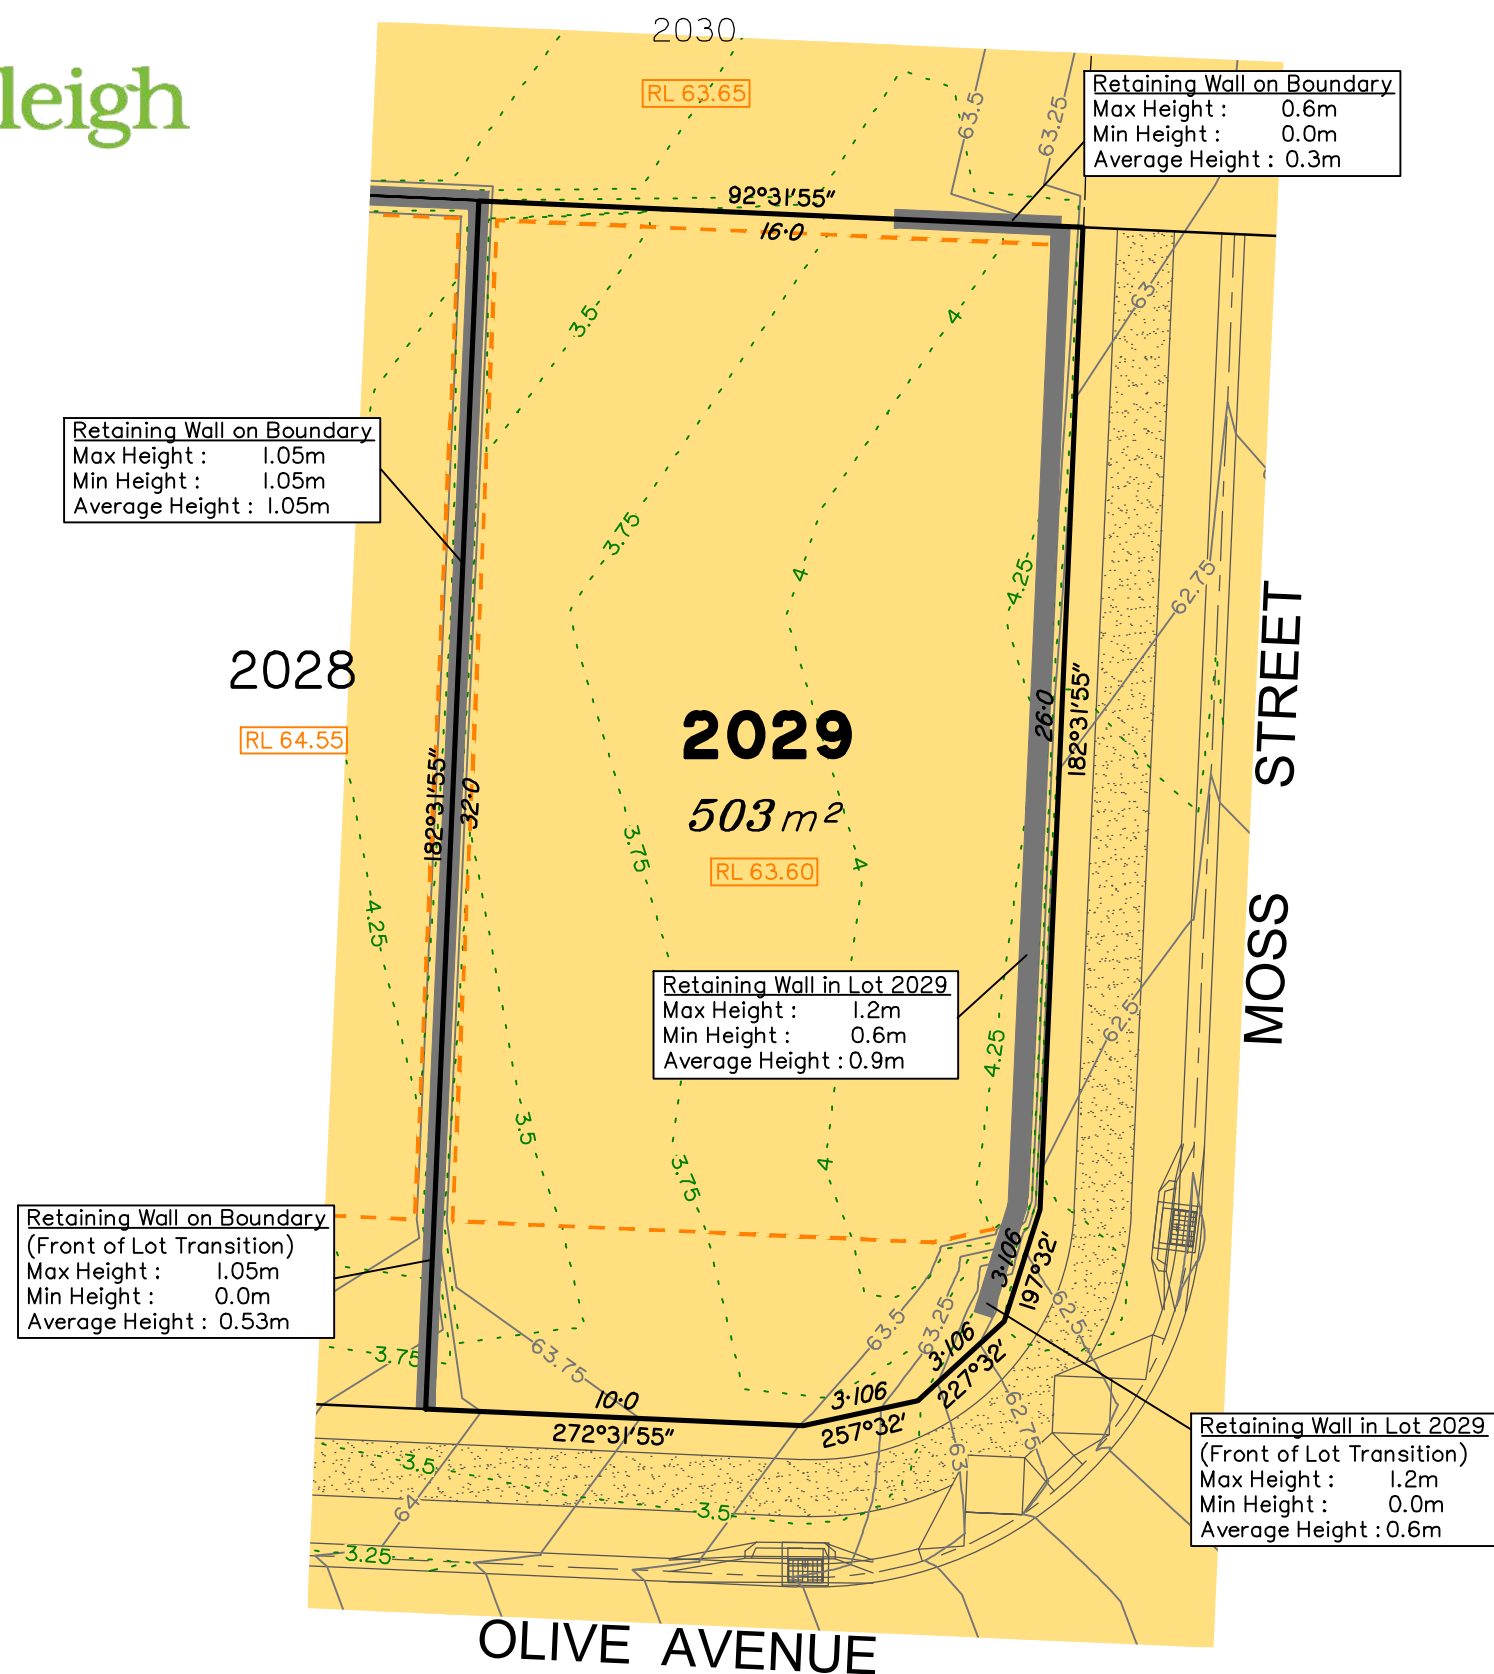 leigh
2030
RL 63.65
63.5
63.25
Retaining Wall on Boundary
Max Height : 0.6m
Min Height : 0.0m
Average Height : 0.3m
92°31'55"
16·0
3.5
4
63
Retaining Wall on Boundary
Max Height : 1.05m
Min Height : 1.05m
Average Height : 1.05m
3.75
4
4.25
62.75
2028
RL 64.55
182°31'55"
32·0
2029
503 m²
RL 63.60
26·0
182°31'55"
MOSS STREET
3.75
4
4.25
Retaining Wall in Lot 2029
Max Height : 1.2m
Min Height : 0.6m
Average Height : 0.9m
62.5
4.25
3.5
3.75
4
Retaining Wall on Boundary
(Front of Lot Transition)
Max Height : 1.05m
Min Height : 0.0m
Average Height : 0.53m
3·106
197°32'
62.5
63.5
63.25
63.75
3.75
3·106
227°32'
10·0
272°31'55"
3·106
257°32'
62.75
63
Retaining Wall in Lot 2029
(Front of Lot Transition)
Max Height : 1.2m
Min Height : 0.0m
Average Height : 0.6m
3.5
64
3.5
3.25
OLIVE AVENUE